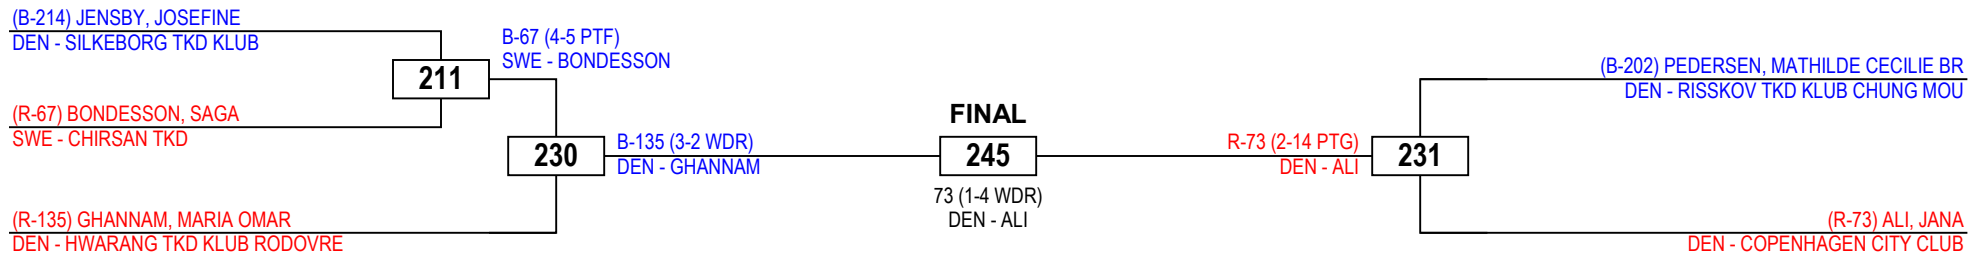 (B-214) JENSBY, JOSEFINE
DEN - SILKEBORG TKD KLUB
211
(R-67) BONDESSON, SAGA
SWE - CHIRSAN TKD
B-67 (4-5 PTF)
SWE - BONDESSON
230
(R-135) GHANNAM, MARIA OMAR
DEN - HWARANG TKD KLUB RODOVRE
B-135 (3-2 WDR)
DEN - GHANNAM
FINAL
245
73 (1-4 WDR)
DEN - ALI
R-73 (2-14 PTG)
DEN - ALI
231
(B-202) PEDERSEN, MATHILDE CECILIE BR
DEN - RISSKOV TKD KLUB CHUNG MOU
(R-73) ALI, JANA
DEN - COPENHAGEN CITY CLUB